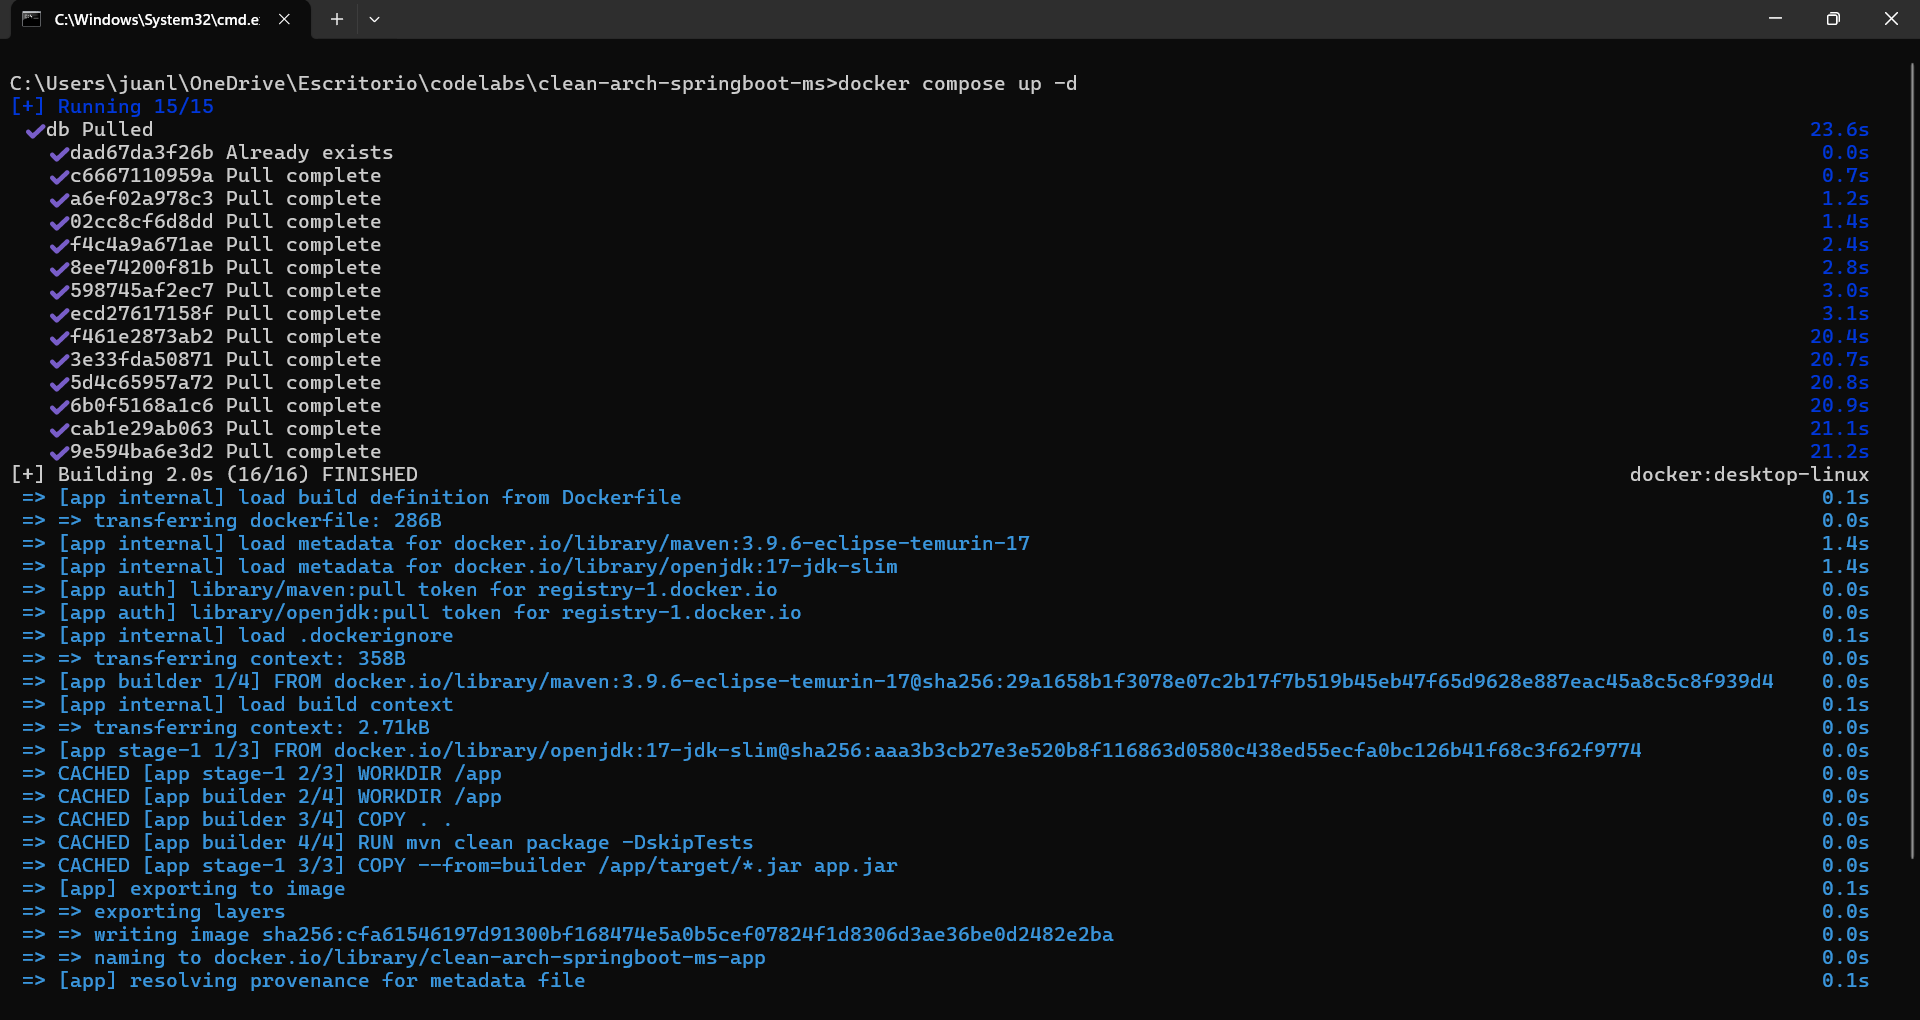 C:\Windows\System32\cmd.e
C:\Users\juanl\OneDrive\Escritorio\codelabs\clean-arch-springboot-ms>docker compose up -d
[+] Running 15/15
db Pulled 23.6s
dad67da3f26b Already exists 0.0s
c6667110959a Pull complete 0.7s
a6ef02a978c3 Pull complete 1.2s
02cc8cf6d8dd Pull complete 1.4s
f4c4a9a671ae Pull complete 2.4s
8ee74200f81b Pull complete 2.8s
598745af2ec7 Pull complete 3.0s
ecd27617158f Pull complete 3.1s
f461e2873ab2 Pull complete 20.4s
3e33fda50871 Pull complete 20.7s
5d4c65957a72 Pull complete 20.8s
6b0f5168a1c6 Pull complete 20.9s
cab1e29ab063 Pull complete 21.1s
9e594ba6e3d2 Pull complete 21.2s
[+] Building 2.0s (16/16) FINISHED docker:desktop-linux
=> [app internal] load build definition from Dockerfile 0.1s
=> => transferring dockerfile: 286B 0.0s
=> [app internal] load metadata for docker.io/library/maven:3.9.6-eclipse-temurin-17 1.4s
=> [app internal] load metadata for docker.io/library/openjdk:17-jdk-slim 1.4s
=> [app auth] library/maven:pull token for registry-1.docker.io 0.0s
=> [app auth] library/openjdk:pull token for registry-1.docker.io 0.0s
=> [app internal] load .dockerignore 0.1s
=> => transferring context: 358B 0.0s
=> [app builder 1/4] FROM docker.io/library/maven:3.9.6-eclipse-temurin-17@sha256:29a1658b1f3078e07c2b17f7b519b45eb47f65d9628e887eac45a8c5c8f939d4 0.0s
=> [app internal] load build context 0.1s
=> => transferring context: 2.71kB 0.0s
=> [app stage-1 1/3] FROM docker.io/library/openjdk:17-jdk-slim@sha256:aaa3b3cb27e3e520b8f116863d0580c438ed55ecfa0bc126b41f68c3f62f9774 0.0s
=> CACHED [app stage-1 2/3] WORKDIR /app 0.0s
=> CACHED [app builder 2/4] WORKDIR /app 0.0s
=> CACHED [app builder 3/4] COPY . . 0.0s
=> CACHED [app builder 4/4] RUN mvn clean package -DskipTests 0.0s
=> CACHED [app stage-1 3/3] COPY --from=builder /app/target/*.jar app.jar 0.0s
=> [app] exporting to image 0.1s
=> => exporting layers 0.0s
=> => writing image sha256:cfa61546197d91300bf168474e5a0b5cef07824f1d8306d3ae36be0d2482e2ba 0.0s
=> => naming to docker.io/library/clean-arch-springboot-ms-app 0.0s
=> [app] resolving provenance for metadata file 0.1s